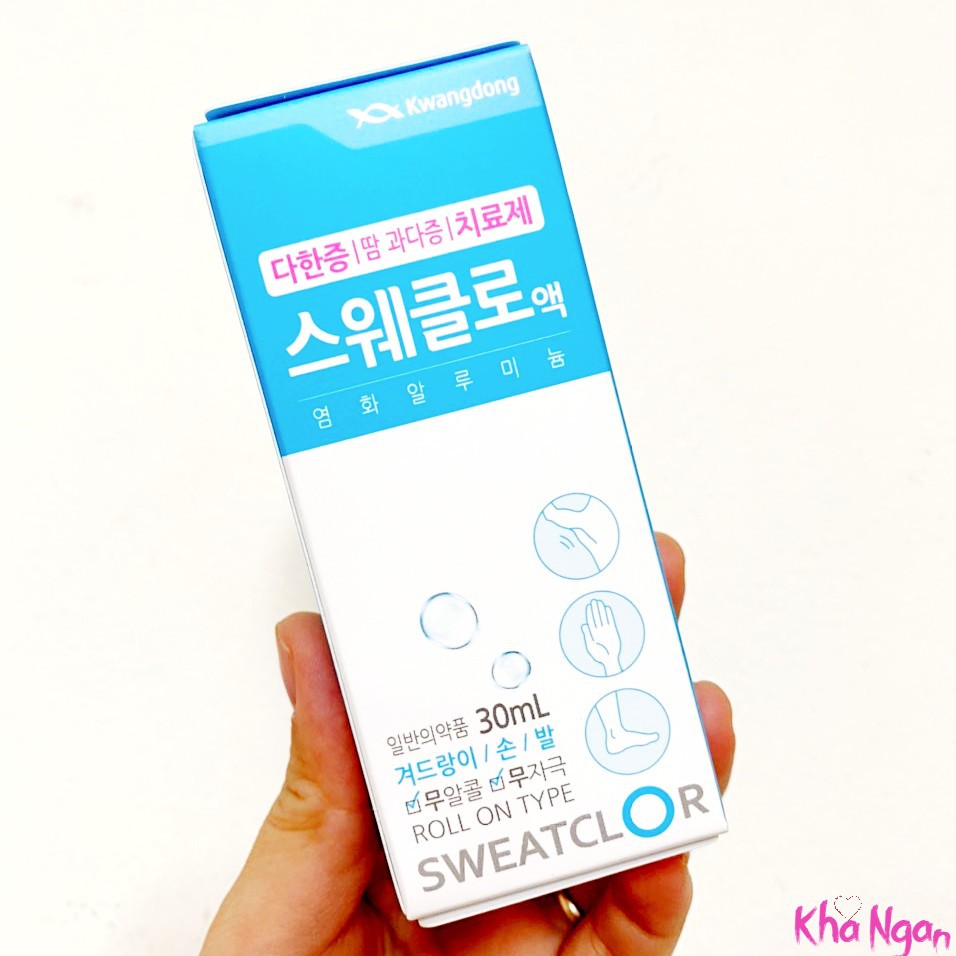 Kwangdong
다한증|땀 과다증|치료제
스웨클로액
염화알루미늄
일반의약품 30mL
겨드랑이 / 손 / 발
☑무알콜 ☑무자극
ROLL ON TYPE
SWEATCLOR
Kha Ngan